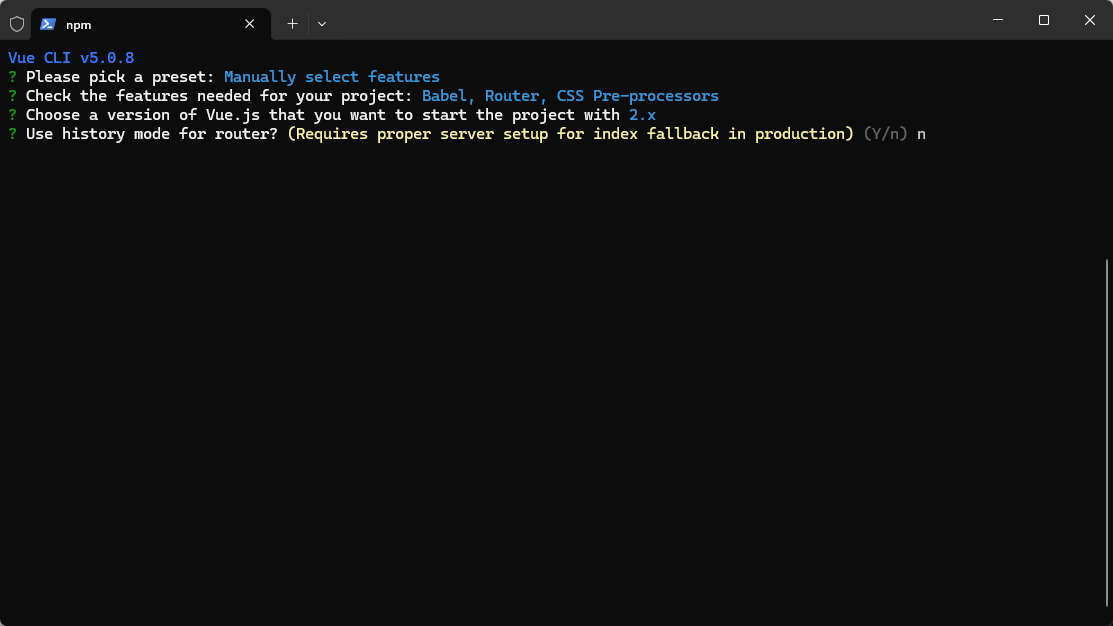 npm
Vue CLI v5.0.8
? Please pick a preset: Manually select features
? Check the features needed for your project: Babel, Router, CSS Pre-processors
? Choose a version of Vue.js that you want to start the project with 2.x
? Use history mode for router? (Requires proper server setup for index fallback in production) (Y/n) n